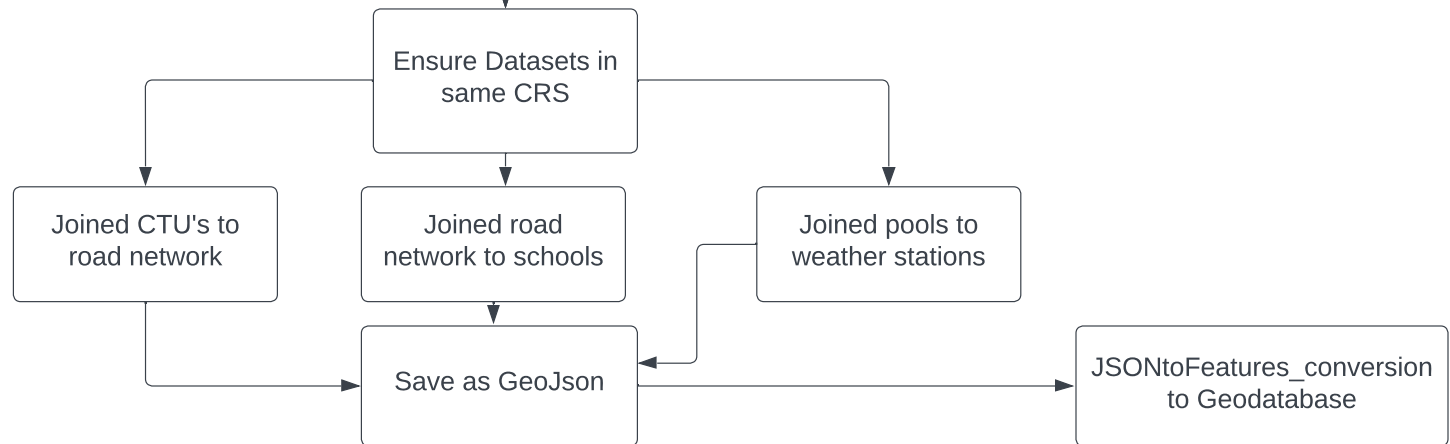 Ensure Datasets in
same CRS
Joined CTU's to
road network
Joined road
network to schools
Joined pools to
weather stations
Save as GeoJson
JSONtoFeatures_conversion
to Geodatabase